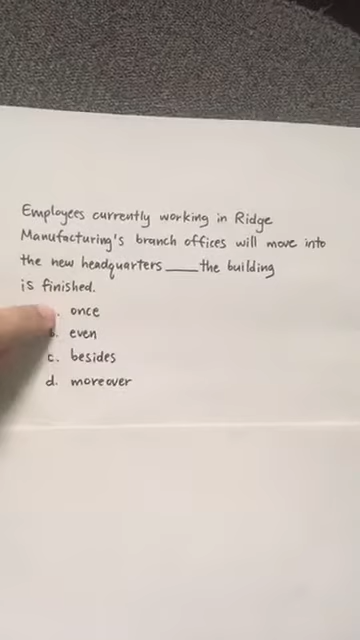 Employees currently working in Ridge
Manufacturing's branch offices will move into
the new headquarters ____ the building
is finished.
. once
b. even
c. besides
d. moreover